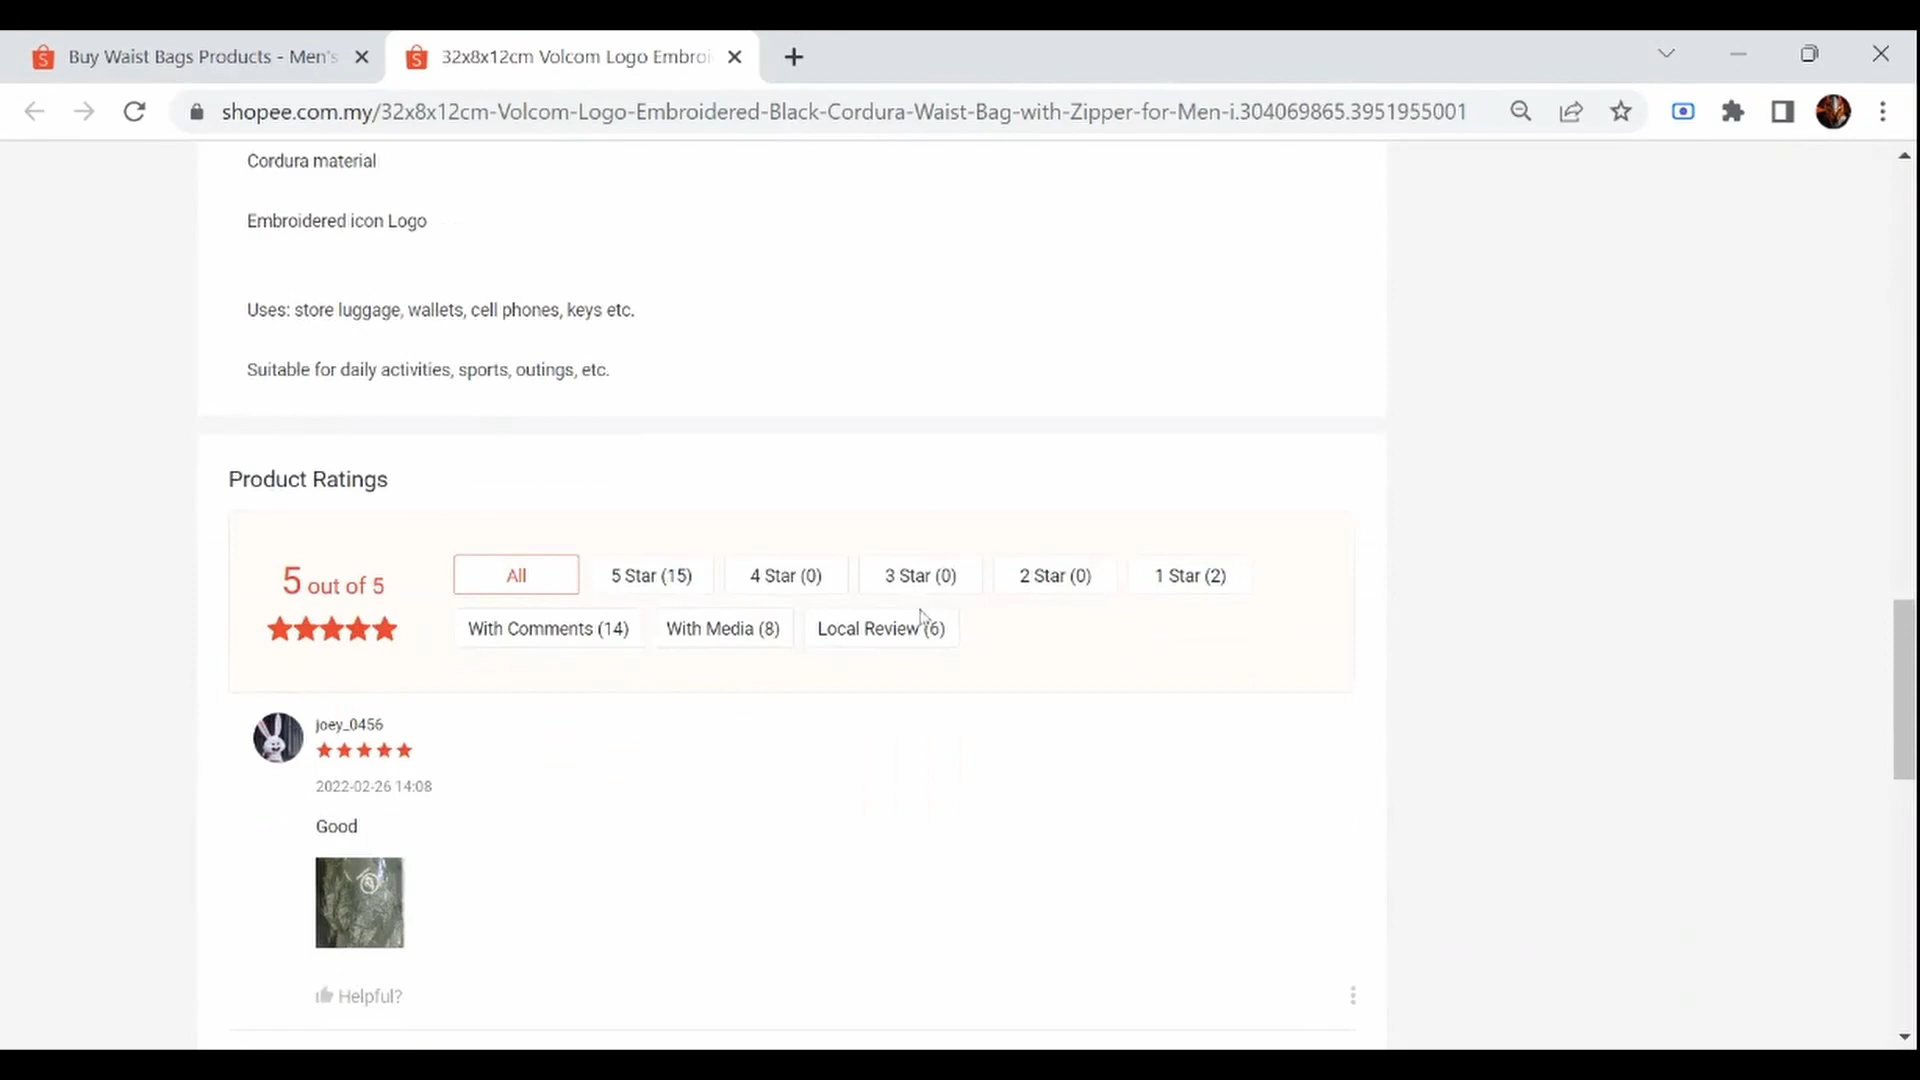 Buy Waist Bags Products - Men's
32x8x12cm Volcom Logo Embroi
shopee.com.my/32x8x12cm-Volcom-Logo-Embroidered-Black-Cordura-Waist-Bag-with-Zipper-for-Men-i.304069865.3951955001
Cordura material
Embroidered icon Logo
Uses: store luggage, wallets, cell phones, keys etc.
Suitable for daily activities, sports, outings, etc.
Product Ratings
5 out of 5
All
5 Star (15)
4 Star (0)
3 Star (0)
2 Star (0)
1 Star (2)
With Comments (14)
With Media (8)
Local Review (6)
joey_0456
2022-02-26 14:08
Good
Helpful?